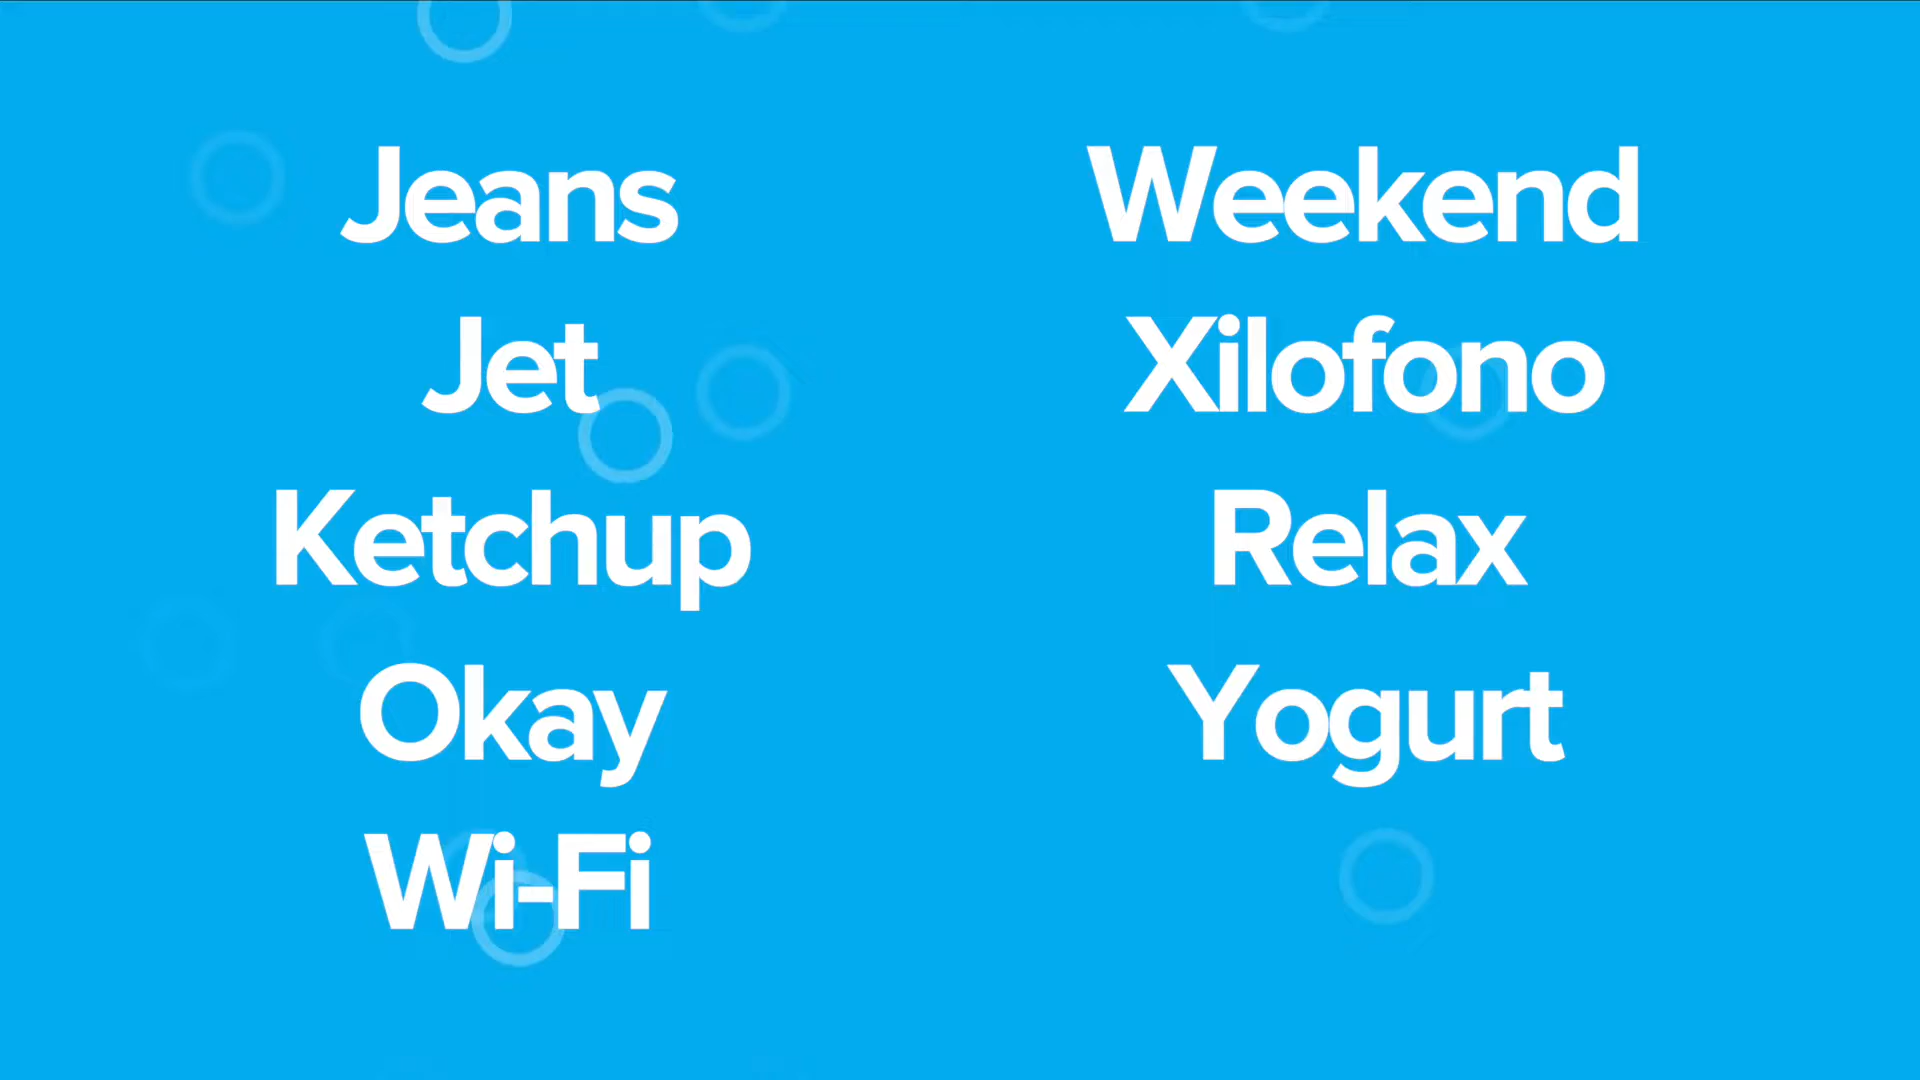 Jeans
Jet
Ketchup
Okay
Wi-Fi
Weekend
Xilofono
Relax
Yogurt